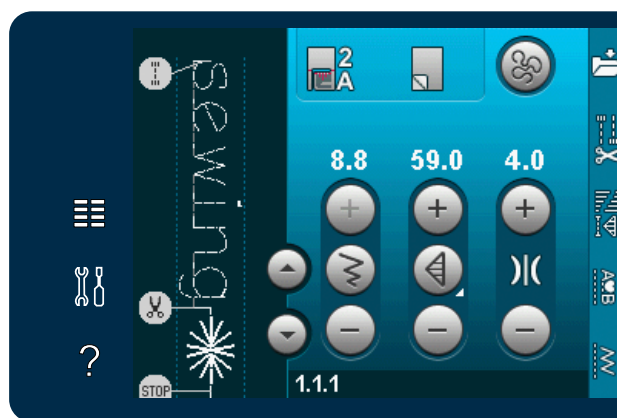 sewing
2
A
8.8 59.0 4.0
+ + +
− − −
?
STOP
1.1.1
A♥B